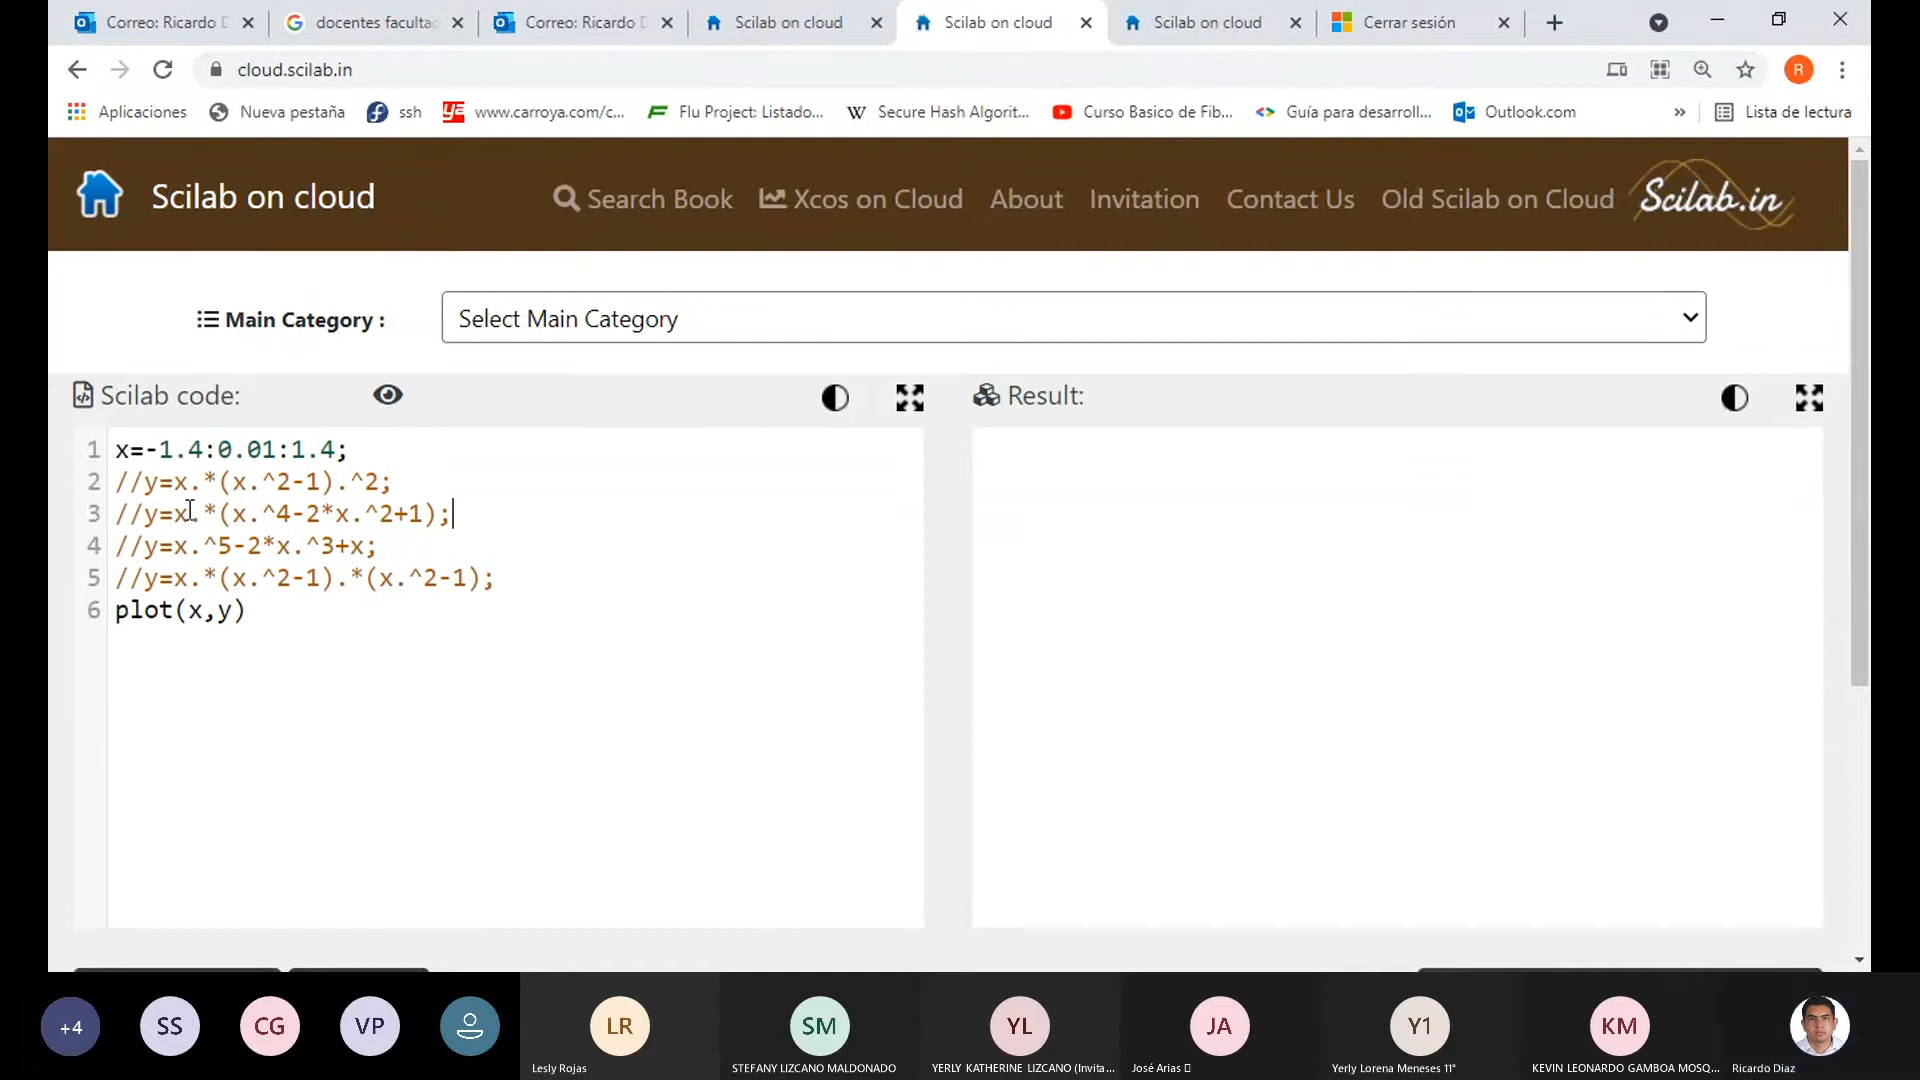 Correo: Ricardo D
docentes faculta
Correo: Ricardo D
Scilab on cloud
Scilab on cloud
Scilab on cloud
Cerrar sesión
cloud.scilab.in
R
Aplicaciones
Nueva pestaña
ssh
www.carroya.com/c...
Flu Project: Listado...
Secure Hash Algorit...
Curso Basico de Fib...
Guía para desarroll...
Outlook.com
»
Lista de lectura
Scilab on cloud
Search Book
Xcos on Cloud
About
Invitation
Contact Us
Old Scilab on Cloud
Scilab.in
Main Category :
Select Main Category
Scilab code:
Result:
1 x=-1.4:0.01:1.4;
2 //y=x.*(x.^2-1).^2;
3 //y=x.*(x.^4-2*x.^2+1);
4 //y=x.^5-2*x.^3+x;
5 //y=x.*(x.^2-1).*(x.^2-1);
6 plot(x,y)
+4
SS
CG
VP
LR
SM
YL
JA
Y1
KM
Lesly Rojas
STEFANY LIZCANO MALDONADO
YERLY KATHERINE LIZCANO (Invita...
José Arias
Yerly Lorena Meneses 11°
KEVIN LEONARDO GAMBOA MOSQ...
Ricardo Diaz